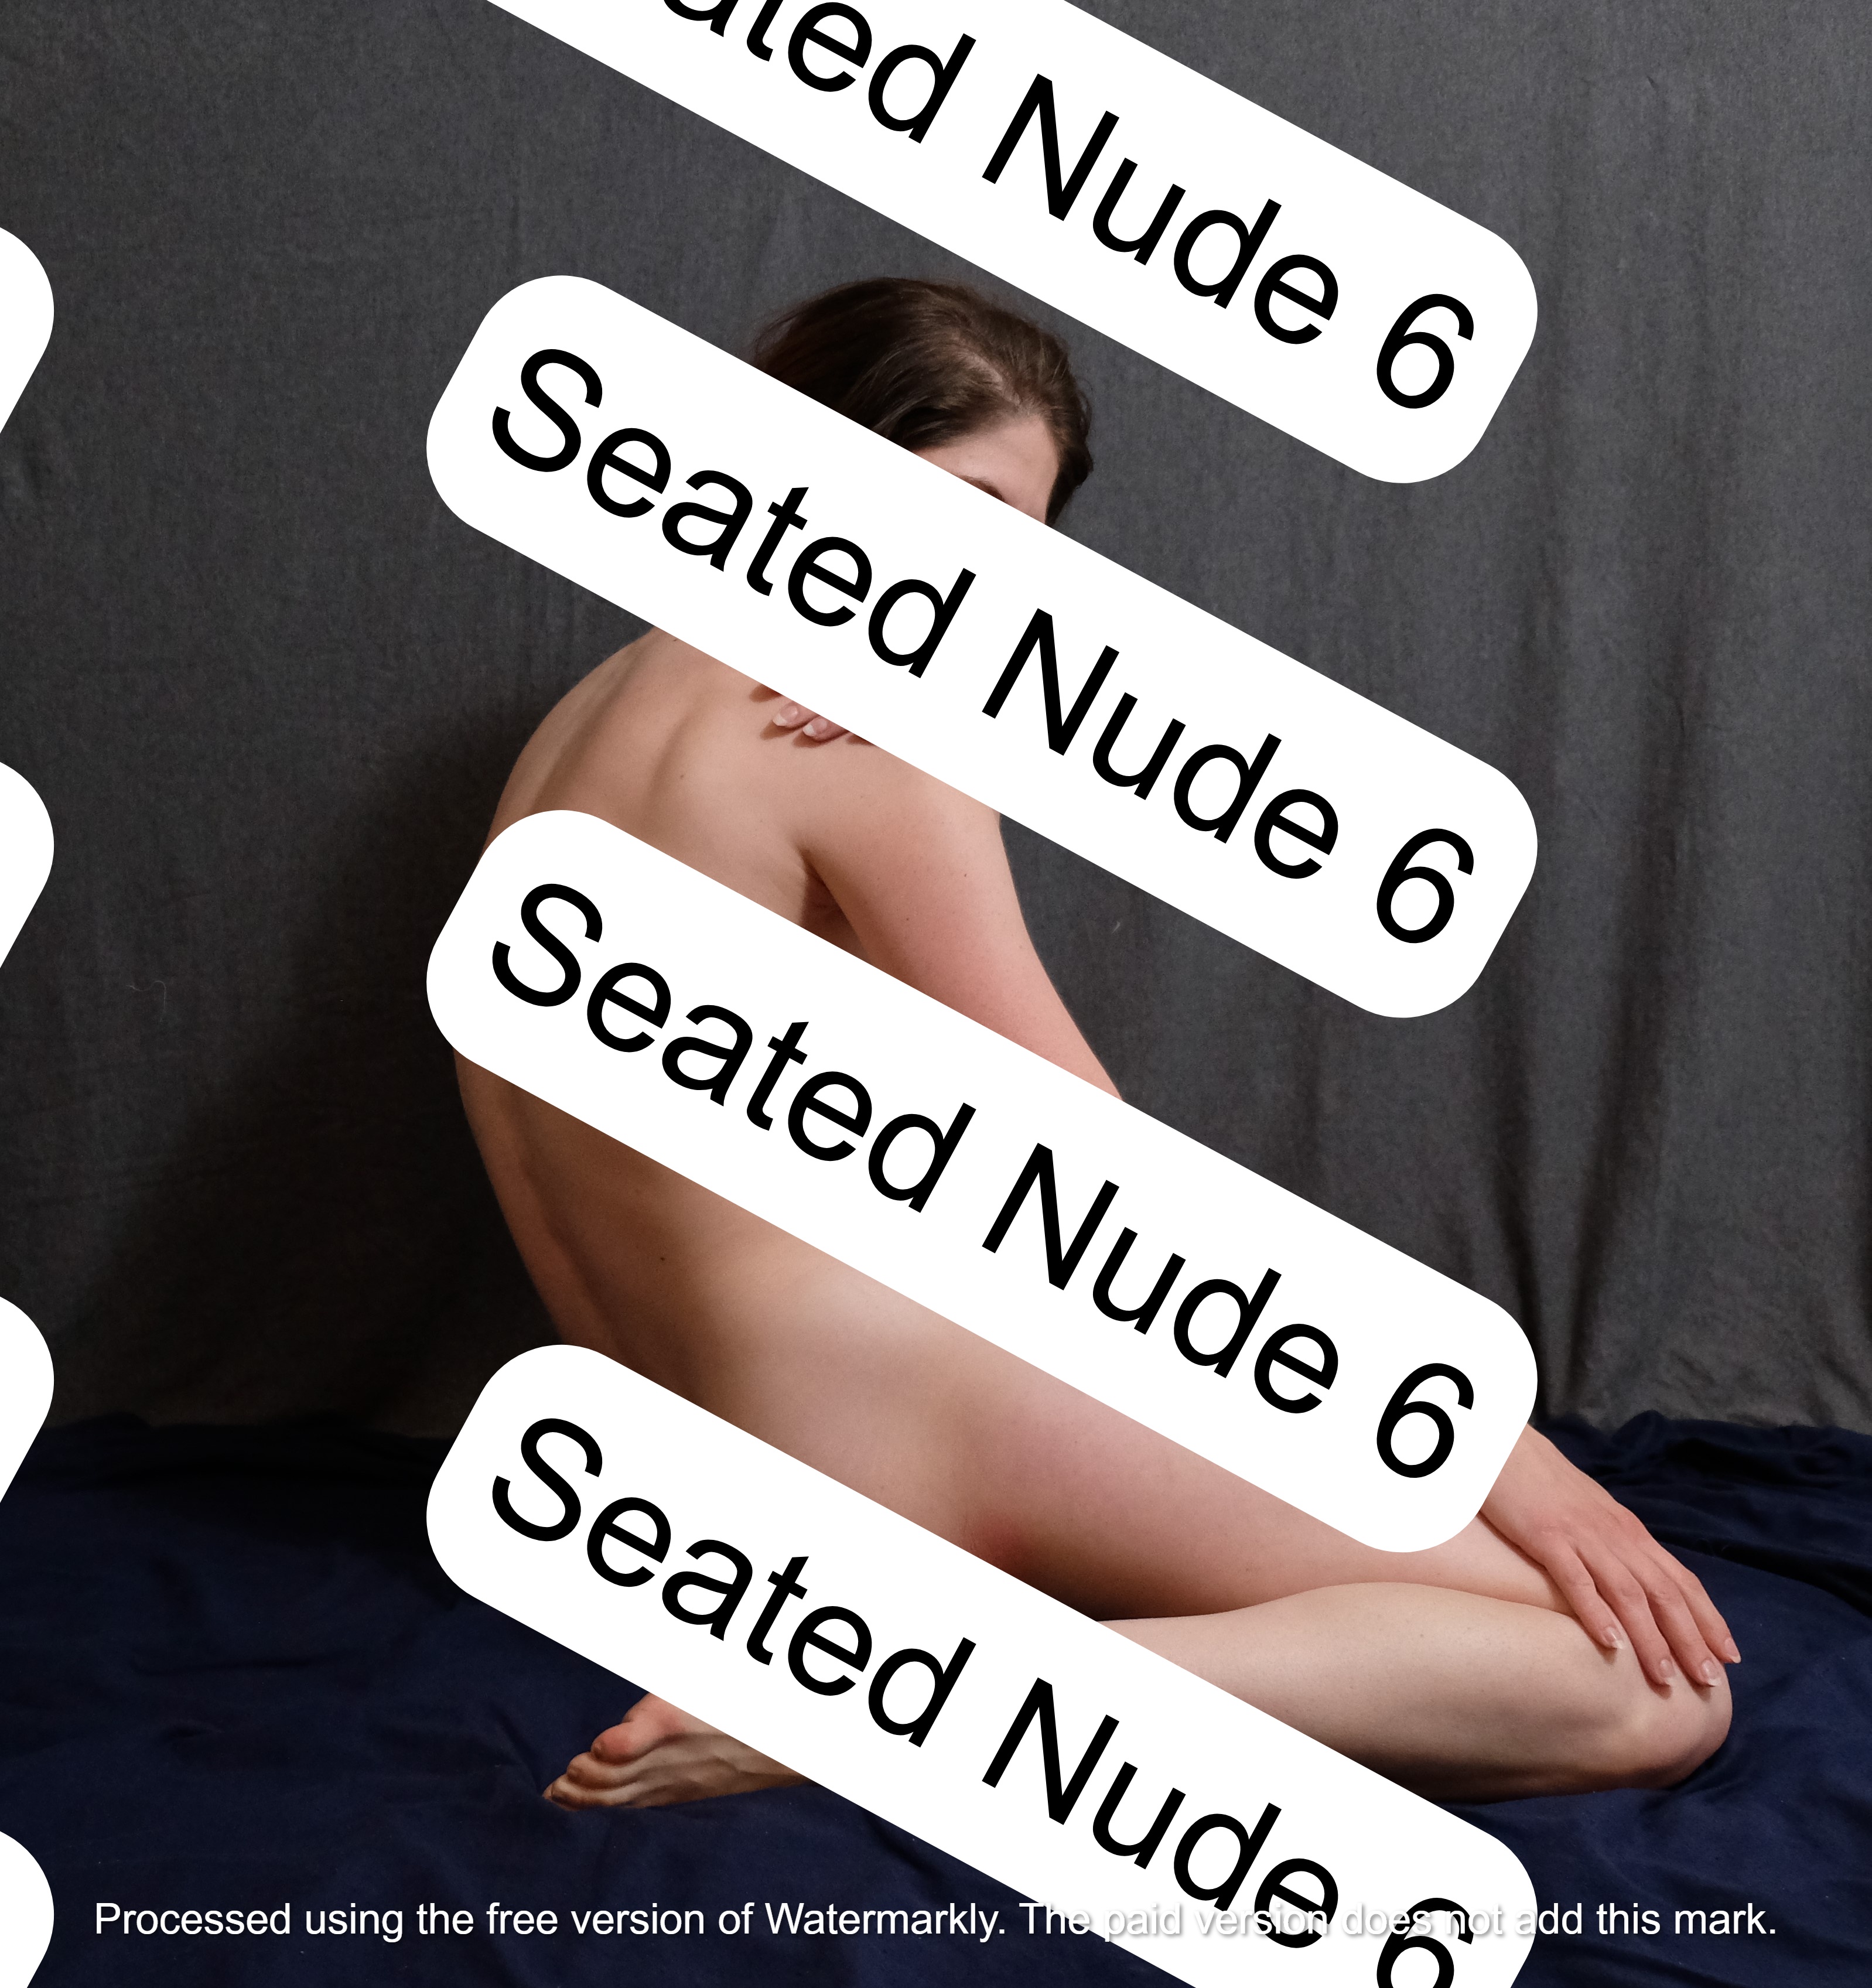 ated Nude 6
Seated Nude 6
Seated Nude 6
Seated Nude 6
Processed using the free version of Watermarkly. The paid version does not add this mark.